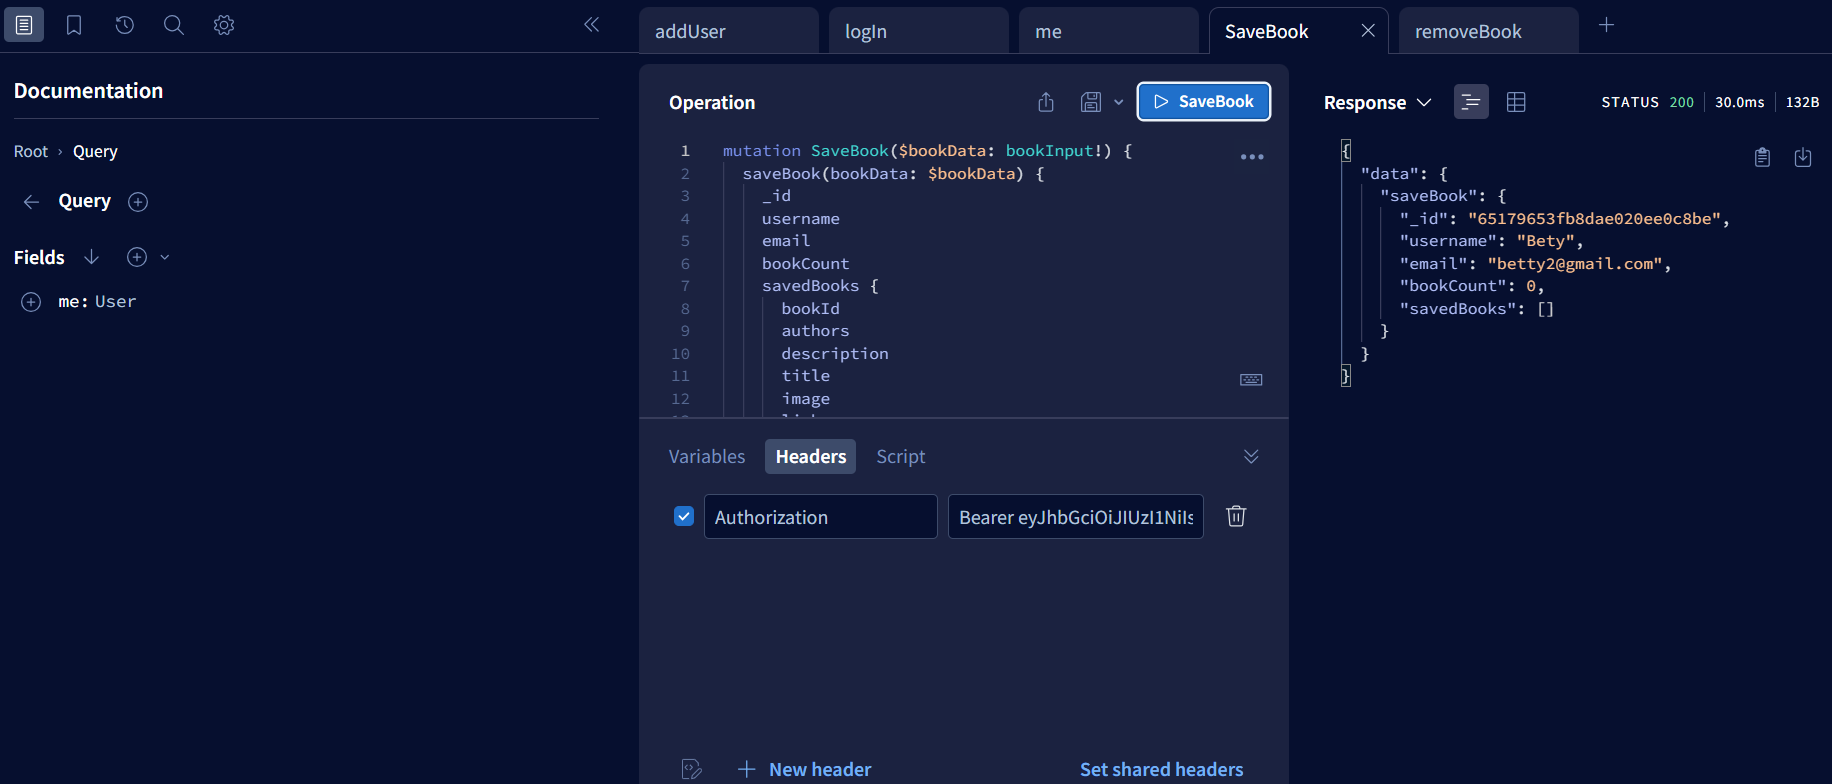 addUser
logIn
me
SaveBook
removeBook
Documentation
Root › Query
Query
Fields
me: User
Operation
SaveBook
1 mutation SaveBook($bookData: bookInput!) {
2 saveBook(bookData: $bookData) {
3 _id
4 username
5 email
6 bookCount
7 savedBooks {
8 bookId
9 authors
10 description
11 title
12 image
Variables
Headers
Script
Authorization
Bearer eyJhbGciOiJIUzI1NiIs
New header
Set shared headers
Response
STATUS 200
30.0ms
132B
{
"data": {
"saveBook": {
"_id": "65179653fb8dae020ee0c8be",
"username": "Bety",
"email": "betty2@gmail.com",
"bookCount": 0,
"savedBooks": []
}
}
}